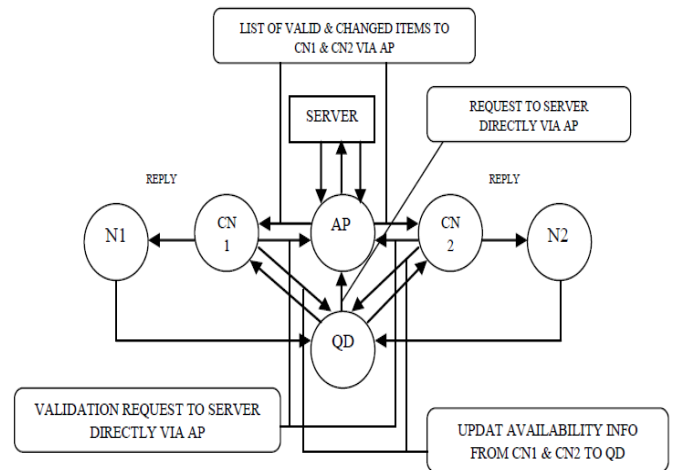 LIST OF VALID & CHANGED ITEMS TO
CN1 & CN2 VIA AP
REQUEST TO SERVER
DIRECTLY VIA AP
SERVER
REPLY
REPLY
N1
CN
1
AP
CN
2
N2
QD
VALIDATION REQUEST TO SERVER
DIRECTLY VIA AP
UPDAT AVAILABILITY INFO
FROM CN1 & CN2 TO QD